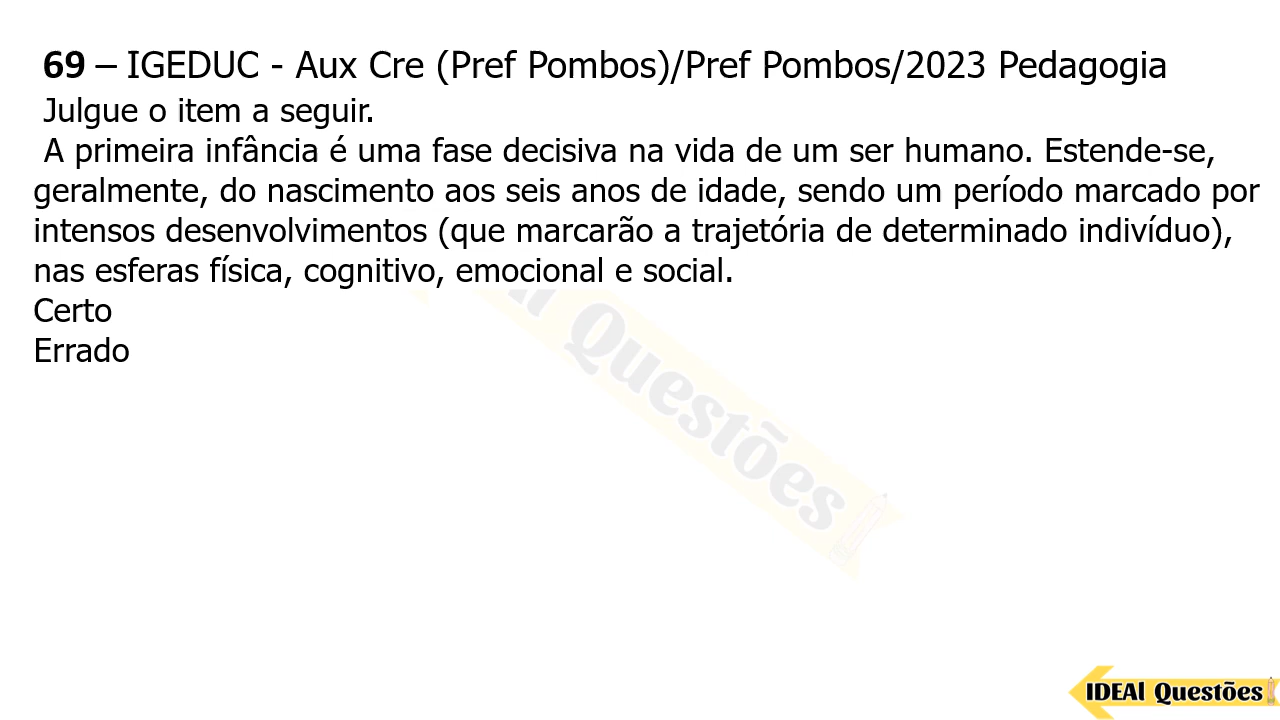 69 – IGEDUC - Aux Cre (Pref Pombos)/Pref Pombos/2023 Pedagogia
Julgue o item a seguir.
A primeira infância é uma fase decisiva na vida de um ser humano. Estende-se,
geralmente, do nascimento aos seis anos de idade, sendo um período marcado por
intensos desenvolvimentos (que marcarão a trajetória de determinado indivíduo),
nas esferas física, cognitivo, emocional e social.
Certo
Errado
Questões
IDEAl Questões